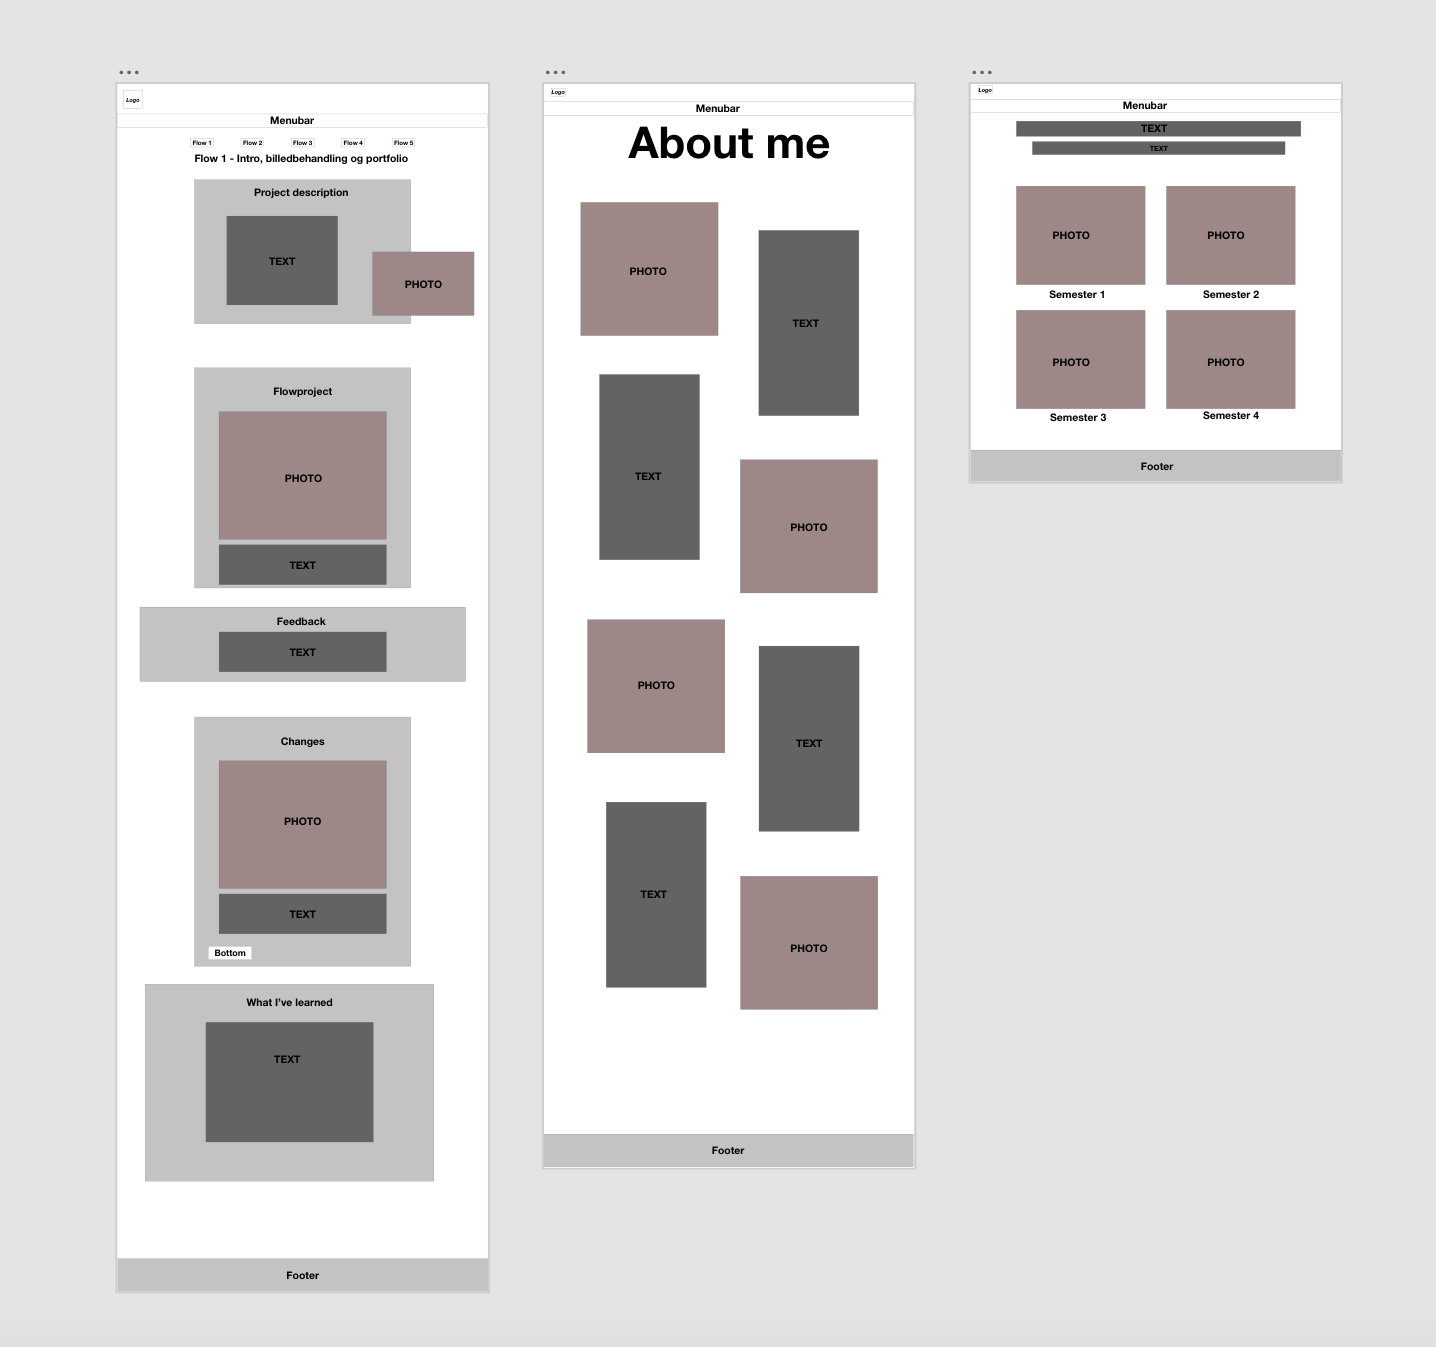 Logo
Menubar
Flow 1 Flow 2 Flow 3 Flow 4 Flow 5
Flow 1 - Intro, billedbehandling og portfolio
Project description
TEXT
PHOTO
Flowproject
PHOTO
TEXT
Feedback
TEXT
Changes
PHOTO
TEXT
Bottom
What I've learned
TEXT
Footer
Logo
Menubar
About me
PHOTO
TEXT
TEXT
PHOTO
PHOTO
TEXT
TEXT
PHOTO
Footer
Logo
Menubar
TEXT
TEXT
PHOTO PHOTO
Semester 1 Semester 2
PHOTO PHOTO
Semester 3 Semester 4
Footer